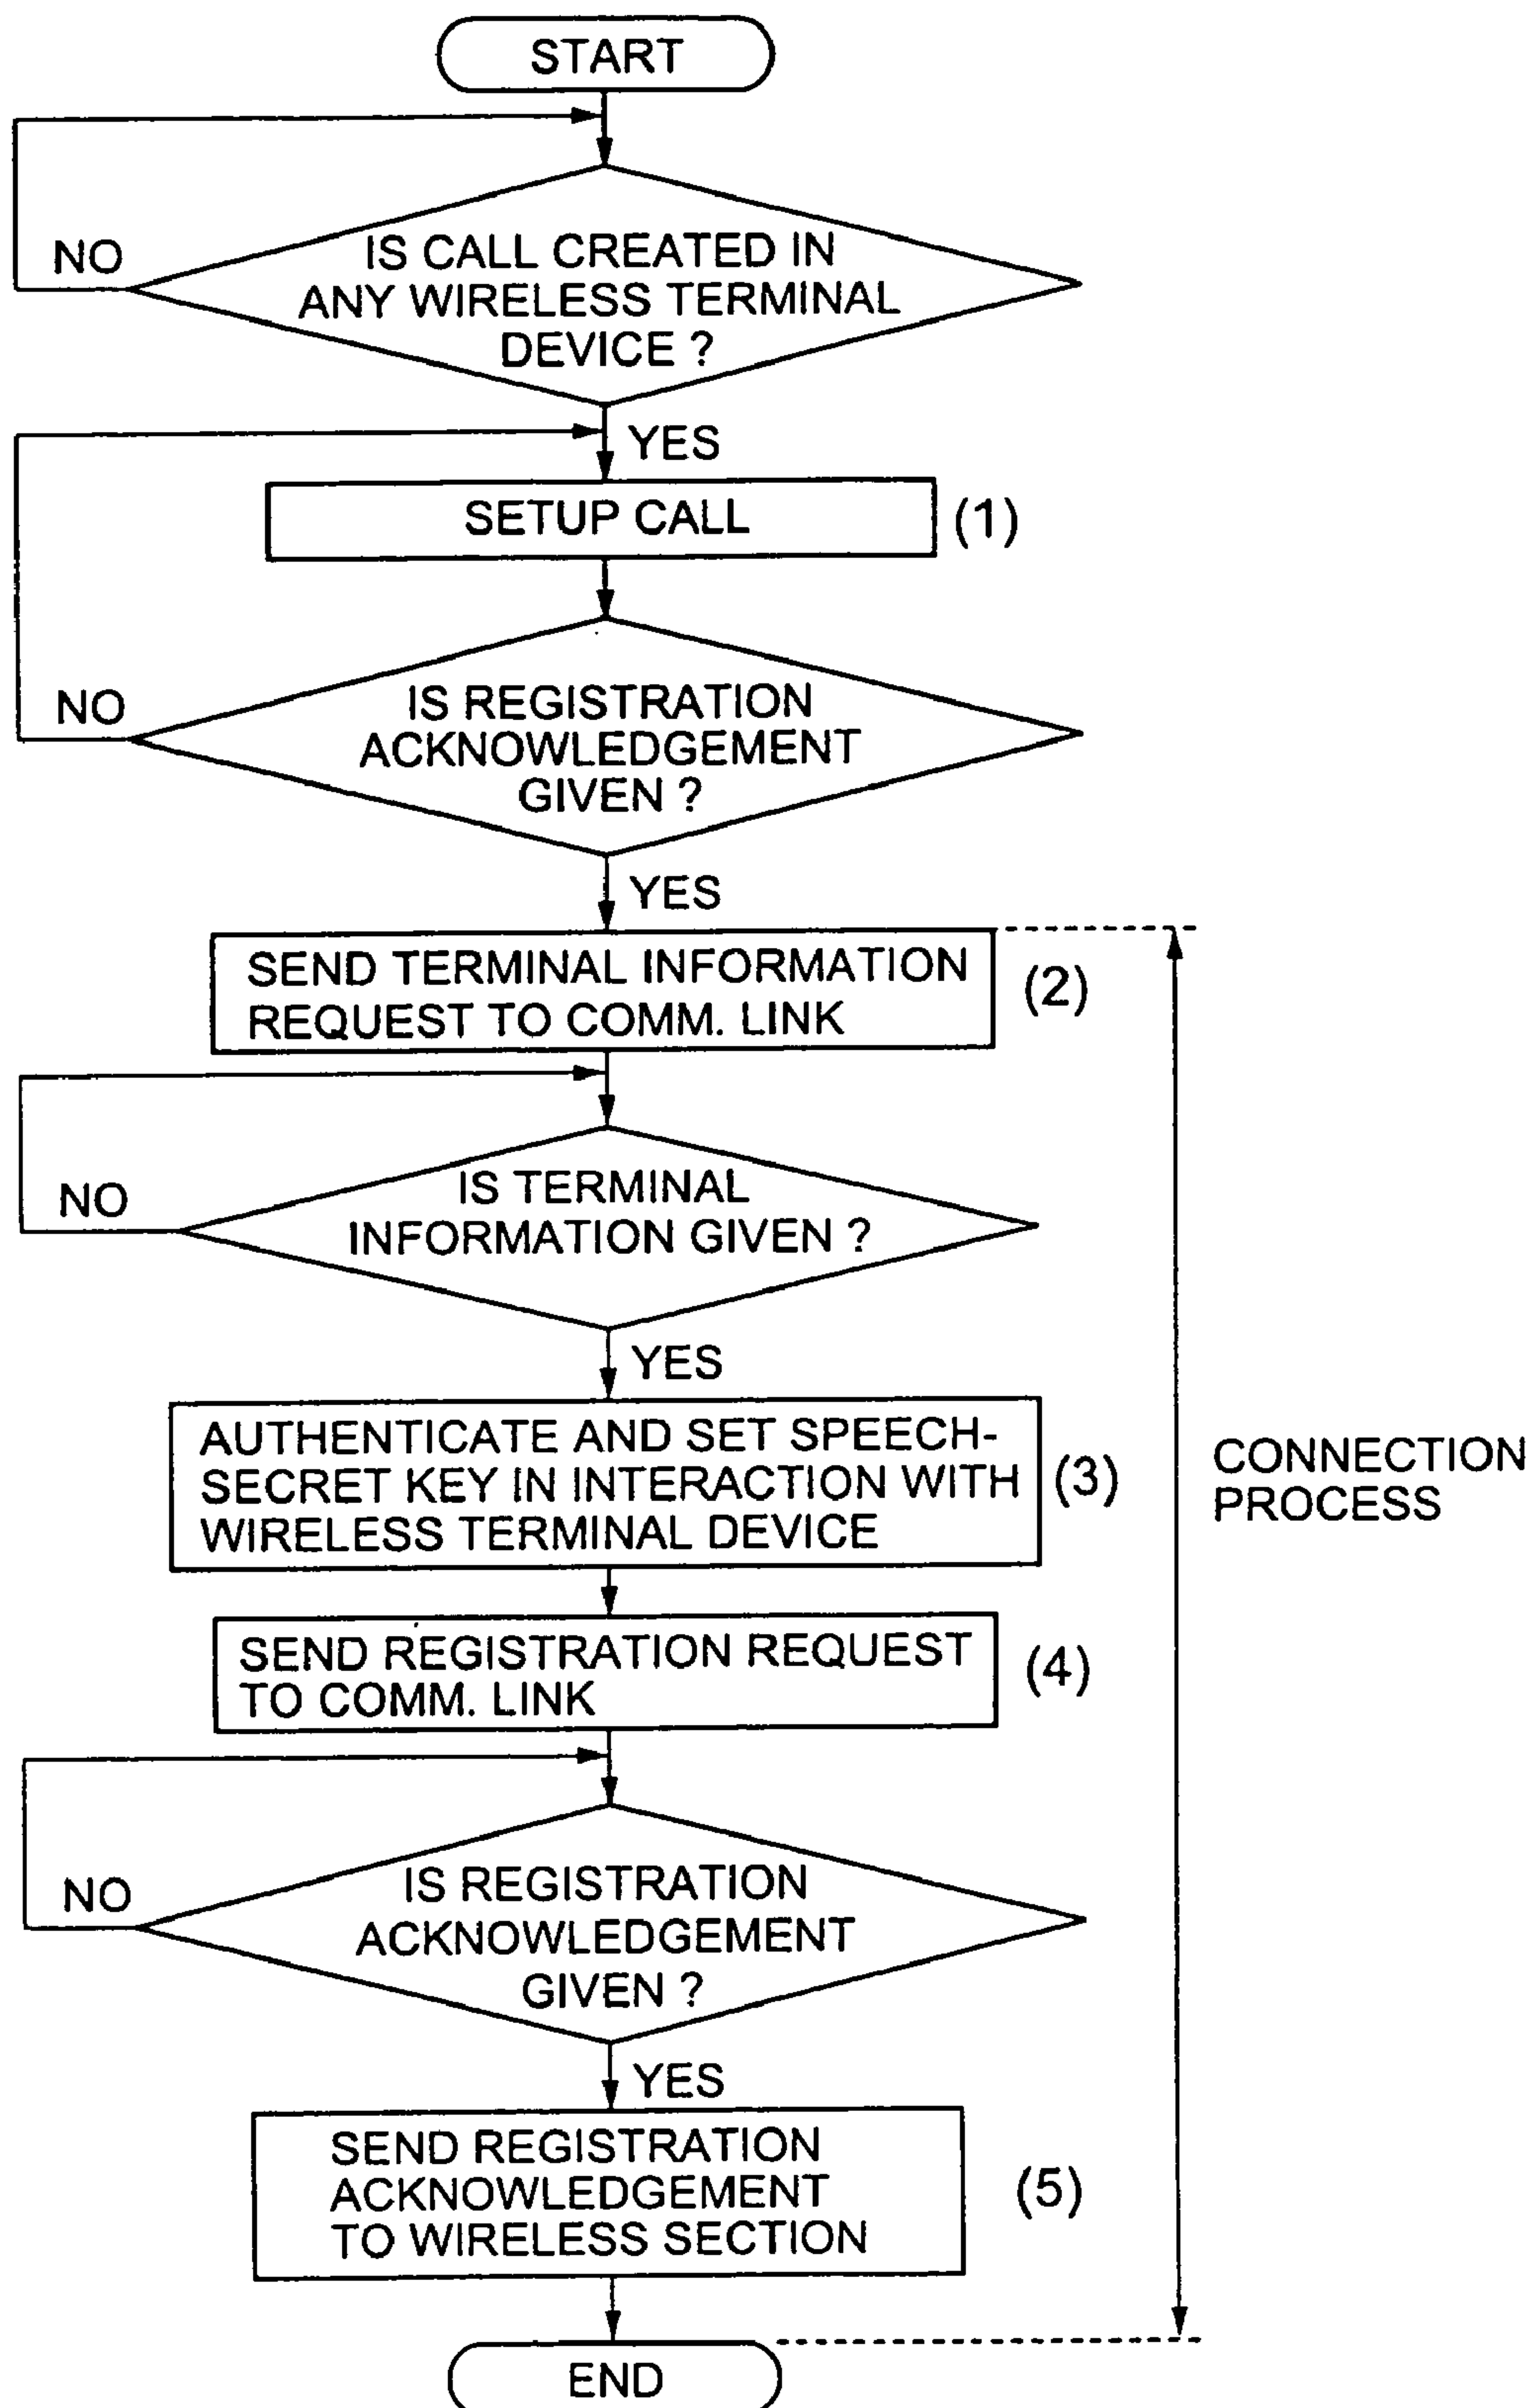 START
NO
IS CALL CREATED IN
ANY WIRELESS TERMINAL
DEVICE ?
YES
SETUP CALL
(1)
NO
IS REGISTRATION
ACKNOWLEDGEMENT
GIVEN ?
YES
SEND TERMINAL INFORMATION
REQUEST TO COMM. LINK
(2)
NO
IS TERMINAL
INFORMATION GIVEN ?
YES
AUTHENTICATE AND SET SPEECH-
SECRET KEY IN INTERACTION WITH
WIRELESS TERMINAL DEVICE
(3)
CONNECTION
PROCESS
SEND REGISTRATION REQUEST
TO COMM. LINK
(4)
NO
IS REGISTRATION
ACKNOWLEDGEMENT
GIVEN ?
YES
SEND REGISTRATION
ACKNOWLEDGEMENT
TO WIRELESS SECTION
(5)
END